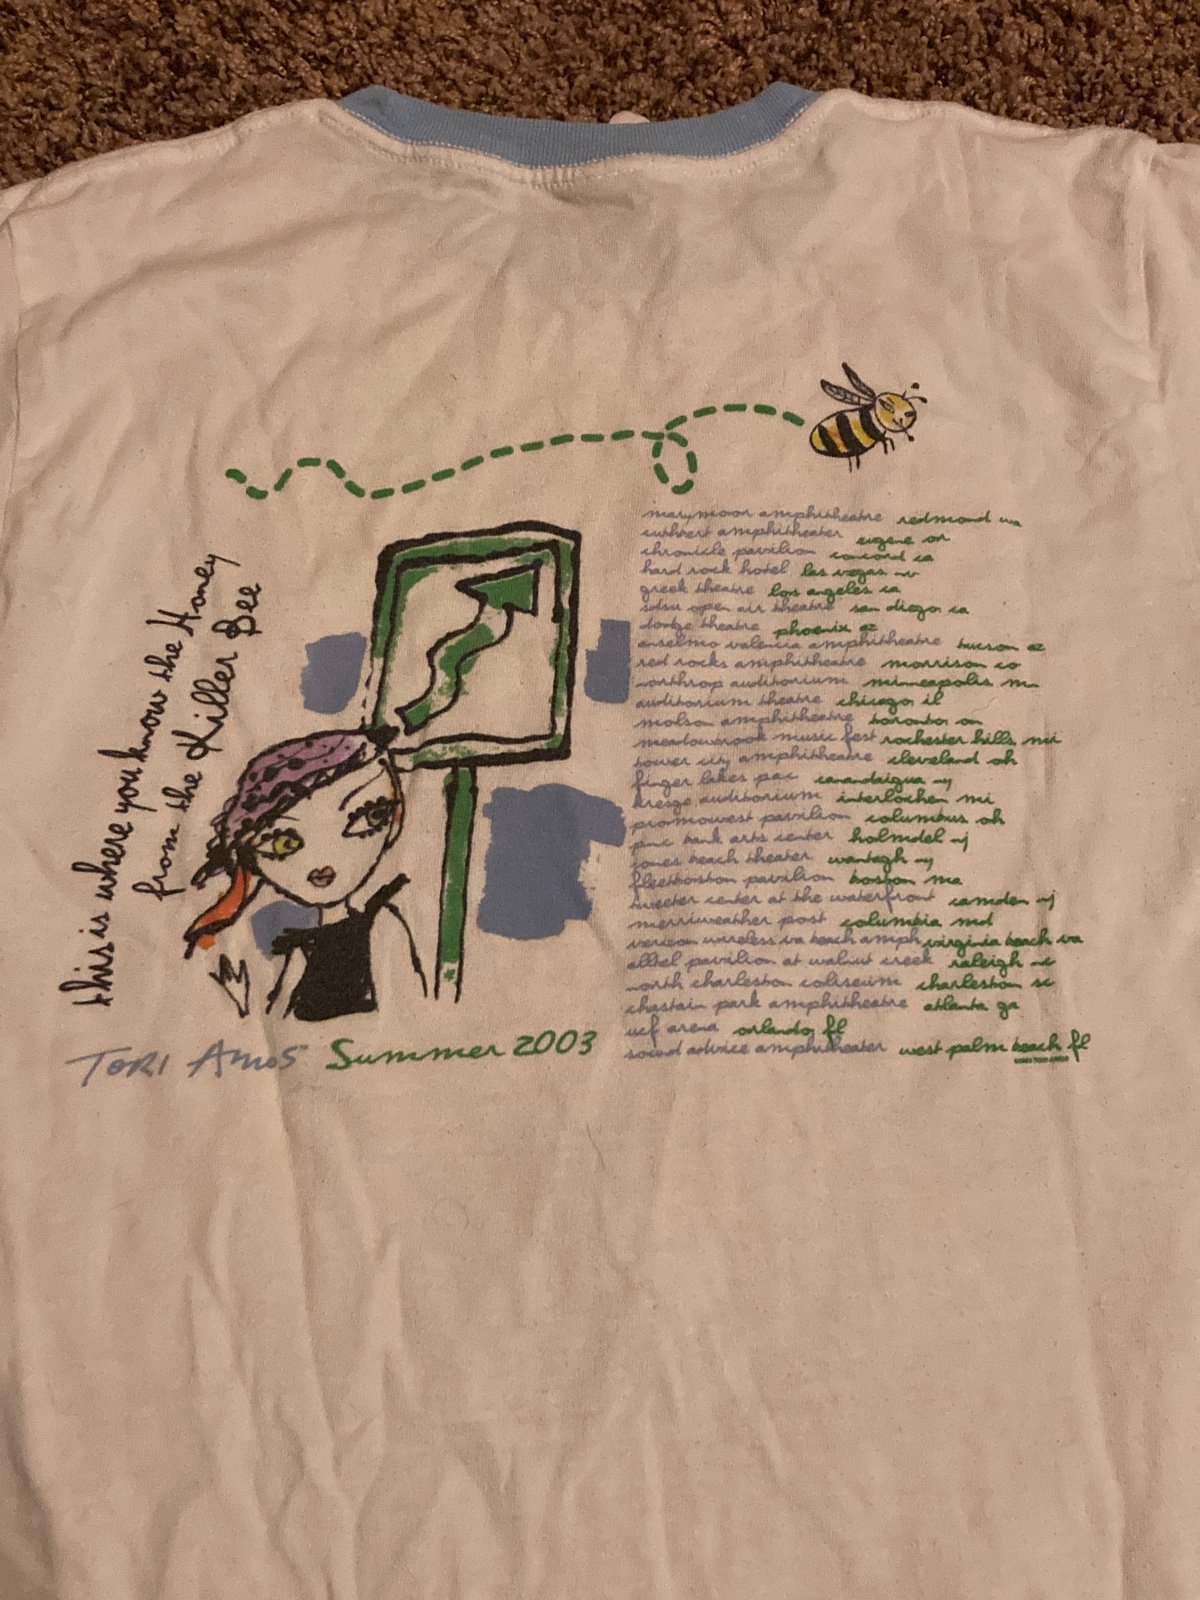 this is where you know the Honey
from the Killer Bee
marymoor amphitheatre redmond wa
cuthbert amphitheater eugene or
chronicle pavilion concord ca
hard rock hotel las vegas nv
greek theatre los angeles ca
sdsu open air theatre san diego ca
dodge theatre phoenix az
anselmo valencia amphitheatre tucson az
red rocks amphitheatre morrison co
northrop auditorium minneapolis mn
auditorium theatre chicago il
molson amphitheatre toronto on
meadowbrook music fest rochester hills mi
tower city amphitheatre cleveland oh
finger lakes pac canandaigua ny
kresge auditorium interlochen mi
promowest pavilion columbus oh
pnc bank arts center holmdel nj
jones beach theater wantagh ny
fleetboston pavilion boston ma
tweeter center at the waterfront camden nj
merriweather post columbia md
verizon wireless va beach amph virginia beach va
alltel pavilion at walnut creek raleigh nc
north charleston coliseum charleston sc
chastain park amphitheatre atlanta ga
ucf arena orlando, fl
sound advice amphitheater west palm beach fl
TORI AMOS Summer 2003